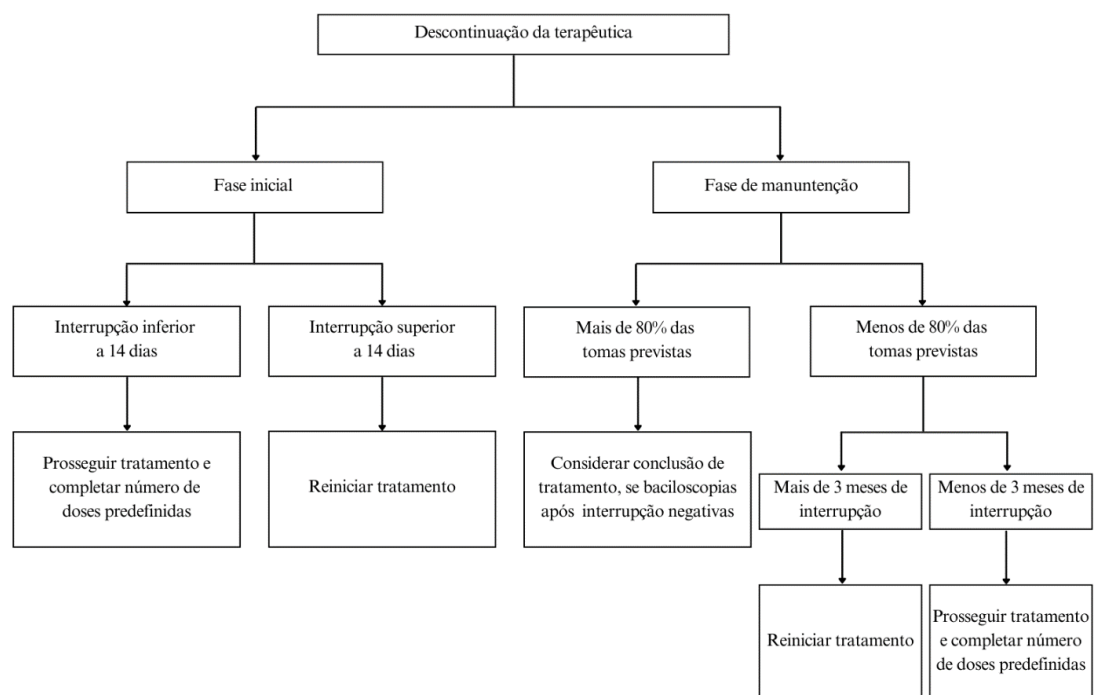 Descontinuação da terapêutica
Fase inicial
Fase de manuntenção
Interrupção inferior
a 14 dias
Interrupção superior
a 14 dias
Mais de 80% das
tomas previstas
Menos de 80% das
tomas previstas
Prosseguir tratamento e
completar número de
doses predefinidas
Reiniciar tratamento
Considerar conclusão de
tratamento, se baciloscopias
após interrupção negativas
Mais de 3 meses de
interrupção
Menos de 3 meses de
interrupção
Reiniciar tratamento
Prosseguir tratamento
e completar número
de doses predefinidas